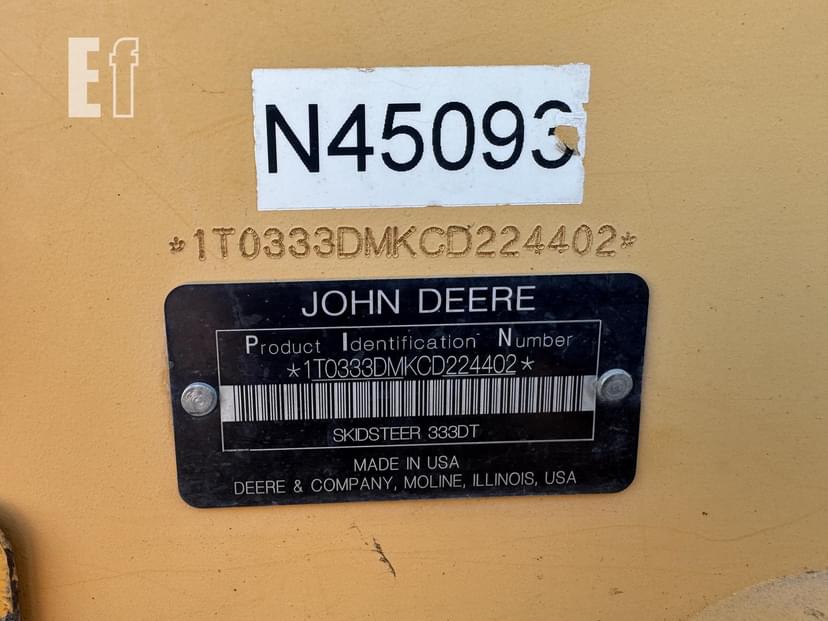 Ef
N45093
*1T0333DMKCD224402*
JOHN DEERE
Product Identification Number
*1T0333DMKCD224402*
SKIDSTEER 333DT
MADE IN USA
DEERE & COMPANY, MOLINE, ILLINOIS, USA